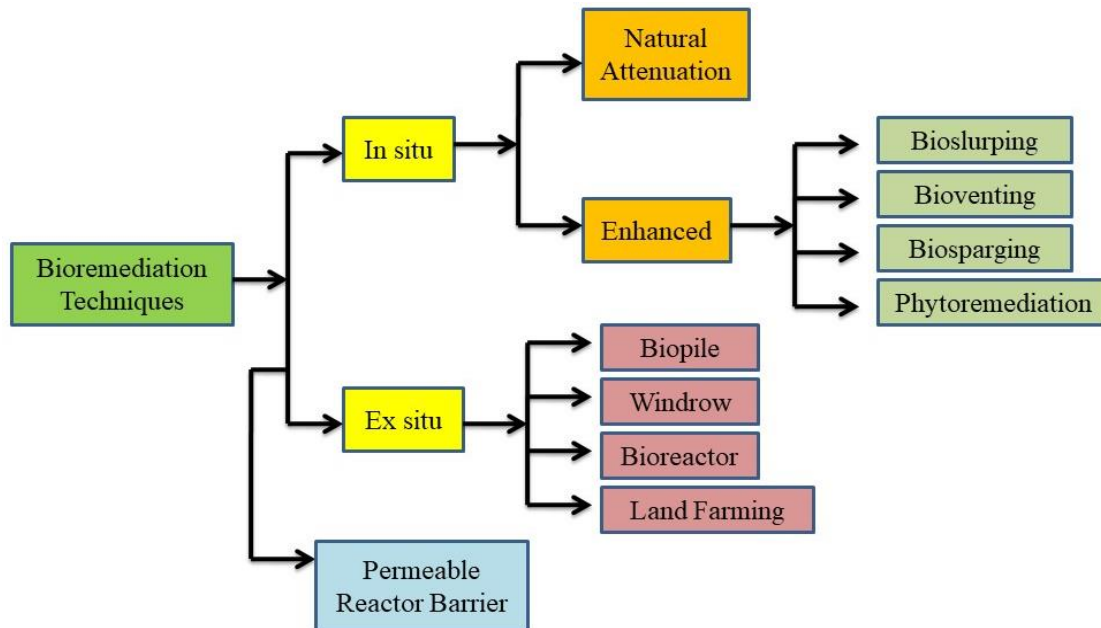 Natural
Attenuation
In situ
Bioslurping
Bioventing
Enhanced
Biosparging
Bioremediation
Techniques
Phytoremediation
Biopile
Windrow
Ex situ
Bioreactor
Land Farming
Permeable
Reactor Barrier